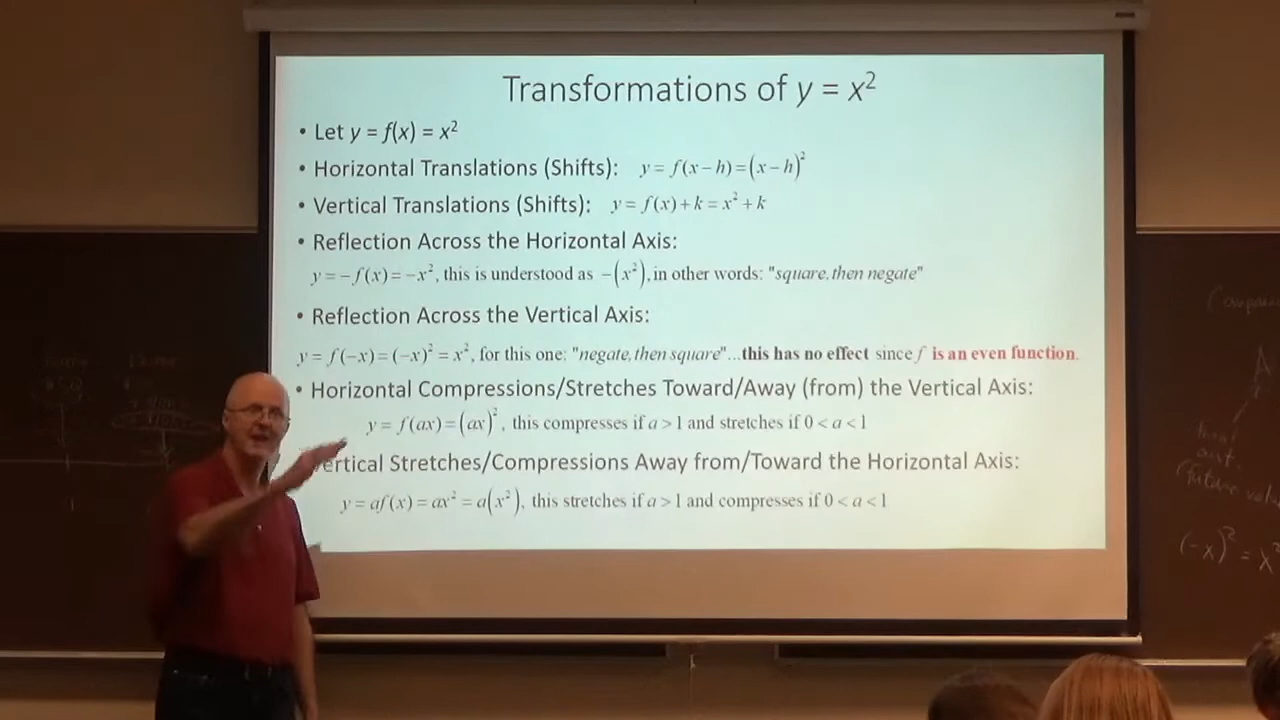 Transformations of y = x²
• Let y = f(x) = x²
• Horizontal Translations (Shifts): y = f(x − h) = (x − h)²
• Vertical Translations (Shifts): y = f(x) + k = x² + k
• Reflection Across the Horizontal Axis:
y = −f(x) = −x², this is understood as −(x²), in other words: "square, then negate"
• Reflection Across the Vertical Axis:
y = f(−x) = (−x)² = x², for this one: "negate, then square"...this has no effect since f is an even function.
• Horizontal Compressions/Stretches Toward/Away (from) the Vertical Axis:
y = f(ax) = (ax)², this compresses if a > 1 and stretches if 0 < a < 1
Vertical Stretches/Compressions Away from/Toward the Horizontal Axis:
y = af(x) = ax² = a(x²), this stretches if a > 1 and compresses if 0 < a < 1
A
(Future
(−x)² = x²